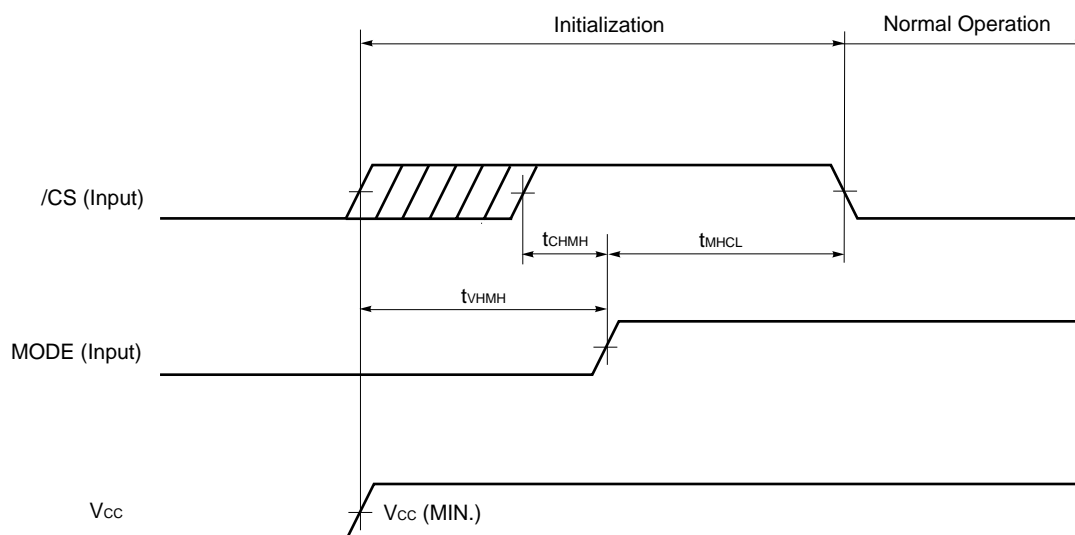 Initialization
Normal Operation
/CS (Input)
tCHMH
tMHCL
tVHMH
MODE (Input)
VCC
VCC (MIN.)